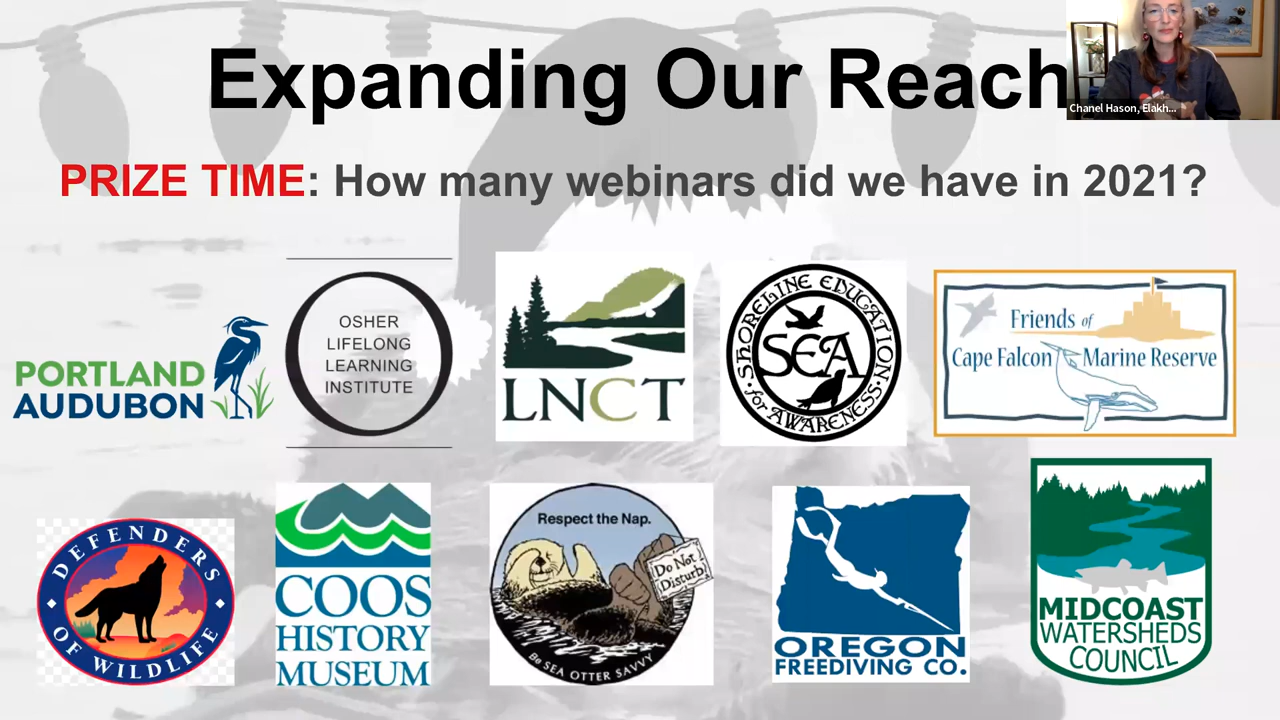 Expanding Our Reach
Chanel Hason, Elakh...
PRIZE TIME: How many webinars did we have in 2021?
PORTLAND
AUDUBON
OSHER
LIFELONG
LEARNING
INSTITUTE
LNCT
SHORELINE EDUCATION
SEA
for AWARENESS
Friends of
Cape Falcon Marine Reserve
DEFENDERS
OF WILDLIFE
COOS
HISTORY
MUSEUM
Respect the Nap.
Do Not
Disturb!
Be SEA OTTER SAVVY
OREGON
FREEDIVING CO.
MIDCOAST
WATERSHEDS
COUNCIL